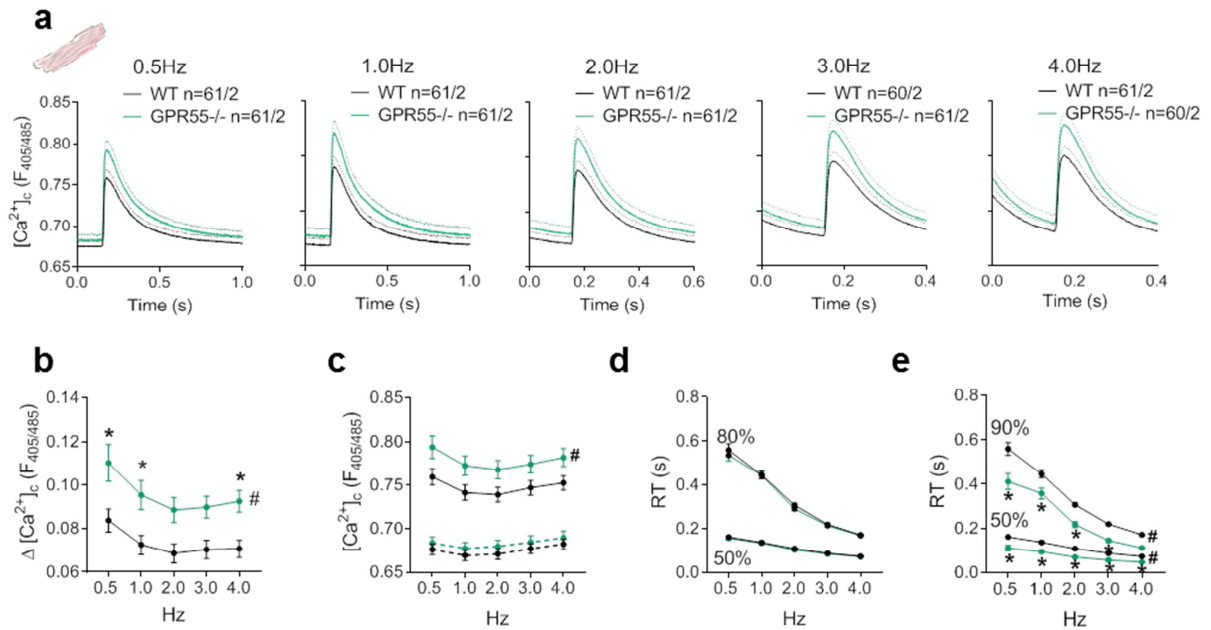 a
0.5Hz
WT n=61/2
GPR55-/- n=61/2
1.0Hz
WT n=61/2
GPR55-/- n=61/2
2.0Hz
WT n=61/2
GPR55-/- n=61/2
3.0Hz
WT n=60/2
GPR55-/- n=61/2
4.0Hz
WT n=61/2
GPR55-/- n=60/2
[Ca2+]c (F405/485)
0.85
0.80
0.75
0.70
0.65
0.0 0.5 1.0
Time (s)
0.0 0.5 1.0
Time (s)
0.0 0.2 0.4 0.6
Time (s)
0.0 0.2 0.4
Time (s)
0.0 0.2 0.4
Time (s)
b
Δ [Ca2+]c (F405/485)
0.14
0.12
0.10
0.08
0.06
* * * #
0.5 1.0 2.0 3.0 4.0
Hz
c
[Ca2+]c (F405/485)
0.85
0.80
0.75
0.70
0.65
#
0.5 1.0 2.0 3.0 4.0
Hz
d
RT (s)
0.8
0.6
0.4
0.2
0.0
80%
50%
0.5 1.0 2.0 3.0 4.0
Hz
e
RT (s)
0.8
0.6
0.4
0.2
0.0
90%
* * * * #
50%
* * * * * #
0.5 1.0 2.0 3.0 4.0
Hz